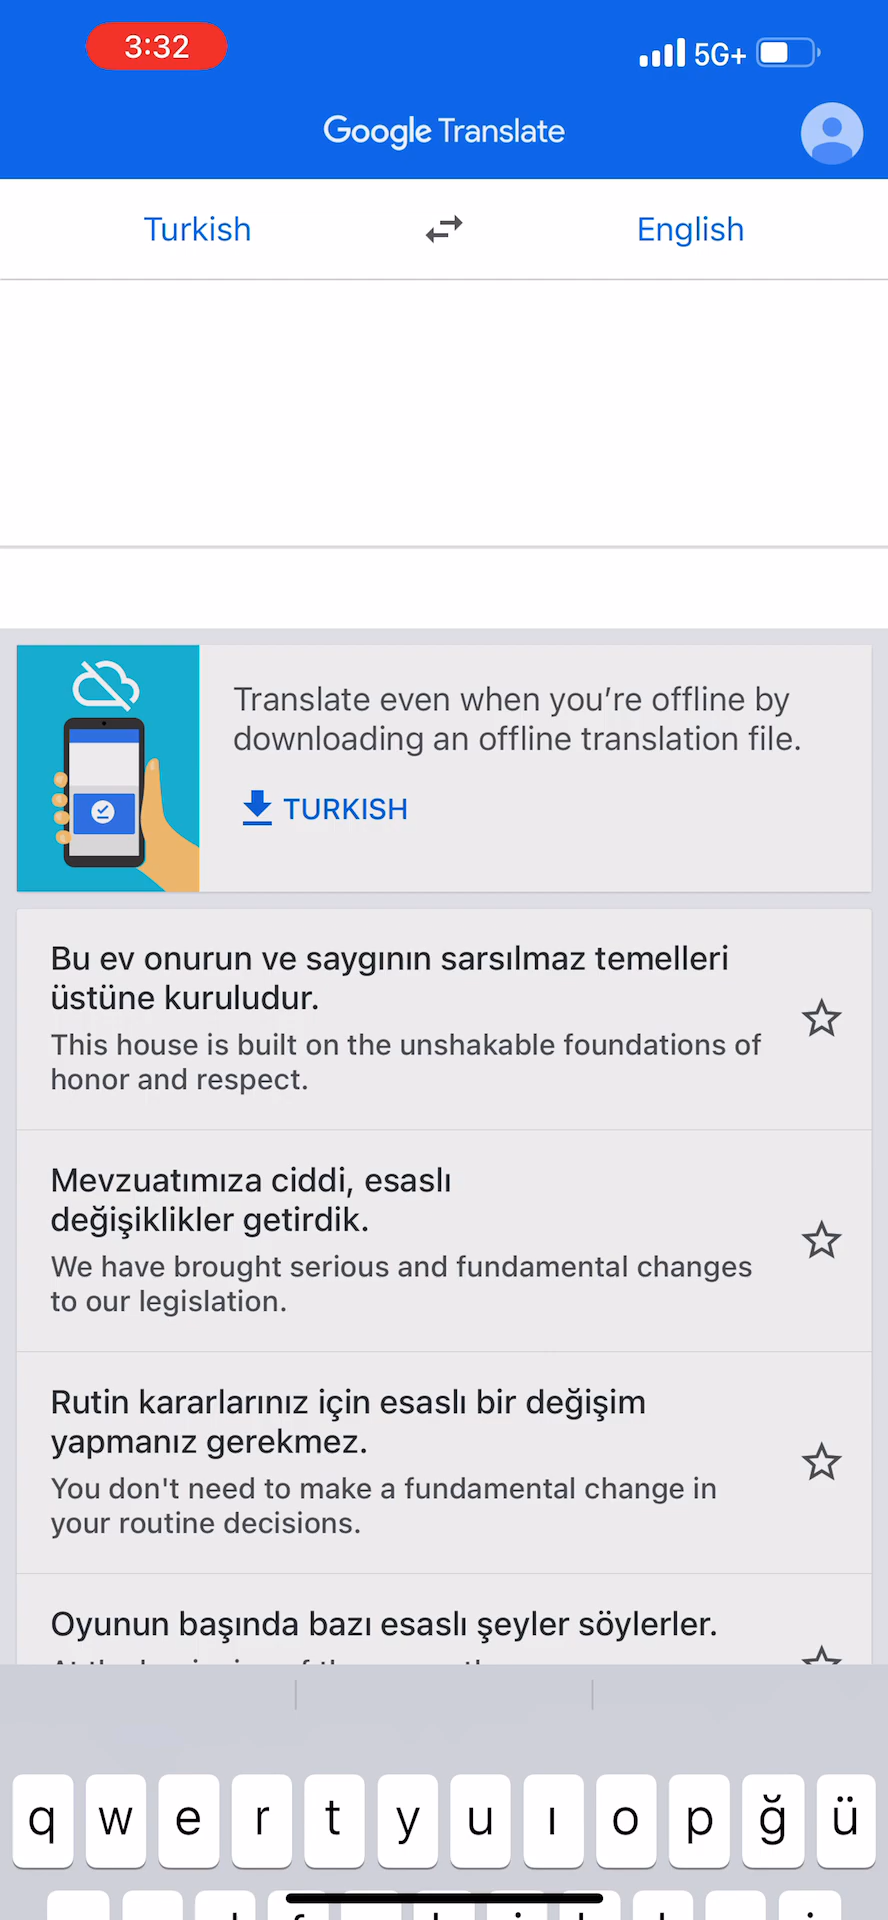 3:32
5G+
Google Translate
Turkish
English
Translate even when you're offline by
downloading an offline translation file.
TURKISH
Bu ev onurun ve saygının sarsılmaz temelleri
üstüne kuruludur.
This house is built on the unshakable foundations of
honor and respect.
Mevzuatımıza ciddi, esaslı
değişiklikler getirdik.
We have brought serious and fundamental changes
to our legislation.
Rutin kararlarınız için esaslı bir değişim
yapmanız gerekmez.
You don't need to make a fundamental change in
your routine decisions.
Oyunun başında bazı esaslı şeyler söylerler.
q w e r t y u ı o p ğ ü